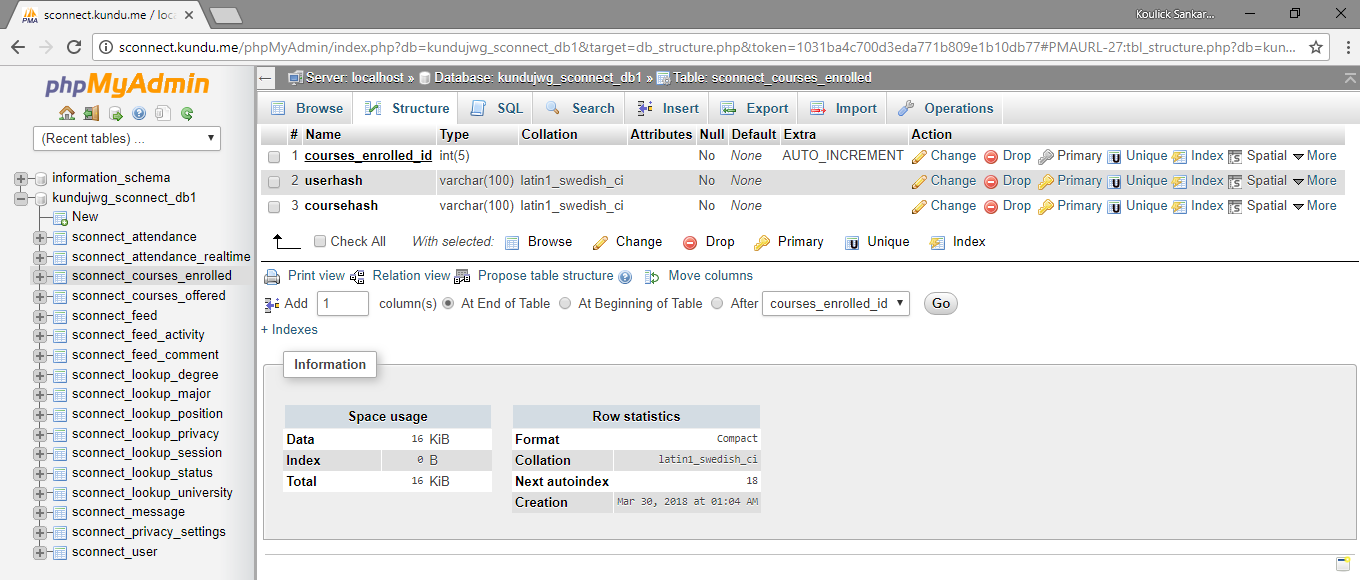 sconnect.kundu.me / loc
Koulick Sankar...
sconnect.kundu.me/phpMyAdmin/index.php?db=kundujwg_sconnect_db1&target=db_structure.php&token=1031ba4c700d3eda771b809e1b10db77#PMAURL-27:tbl_structure.php?db=kun...
phpMyAdmin
(Recent tables) ...
information_schema
kundujwg_sconnect_db1
New
sconnect_attendance
sconnect_attendance_realtime
sconnect_courses_enrolled
sconnect_courses_offered
sconnect_feed
sconnect_feed_activity
sconnect_feed_comment
sconnect_lookup_degree
sconnect_lookup_major
sconnect_lookup_position
sconnect_lookup_privacy
sconnect_lookup_session
sconnect_lookup_status
sconnect_lookup_university
sconnect_message
sconnect_privacy_settings
sconnect_user
Server: localhost » Database: kundujwg_sconnect_db1 » Table: sconnect_courses_enrolled
Browse Structure SQL Search Insert Export Import Operations
# Name Type Collation Attributes Null Default Extra Action
1 courses_enrolled_id int(5) No None AUTO_INCREMENT Change Drop Primary Unique Index Spatial More
2 userhash varchar(100) latin1_swedish_ci No None Change Drop Primary Unique Index Spatial More
3 coursehash varchar(100) latin1_swedish_ci No None Change Drop Primary Unique Index Spatial More
Check All With selected: Browse Change Drop Primary Unique Index
Print view Relation view Propose table structure Move columns
Add 1 column(s) At End of Table At Beginning of Table After courses_enrolled_id Go
+ Indexes
Information
Space usage
Data 16 KiB
Index 0 B
Total 16 KiB
Row statistics
Format Compact
Collation latin1_swedish_ci
Next autoindex 18
Creation Mar 30, 2018 at 01:04 AM